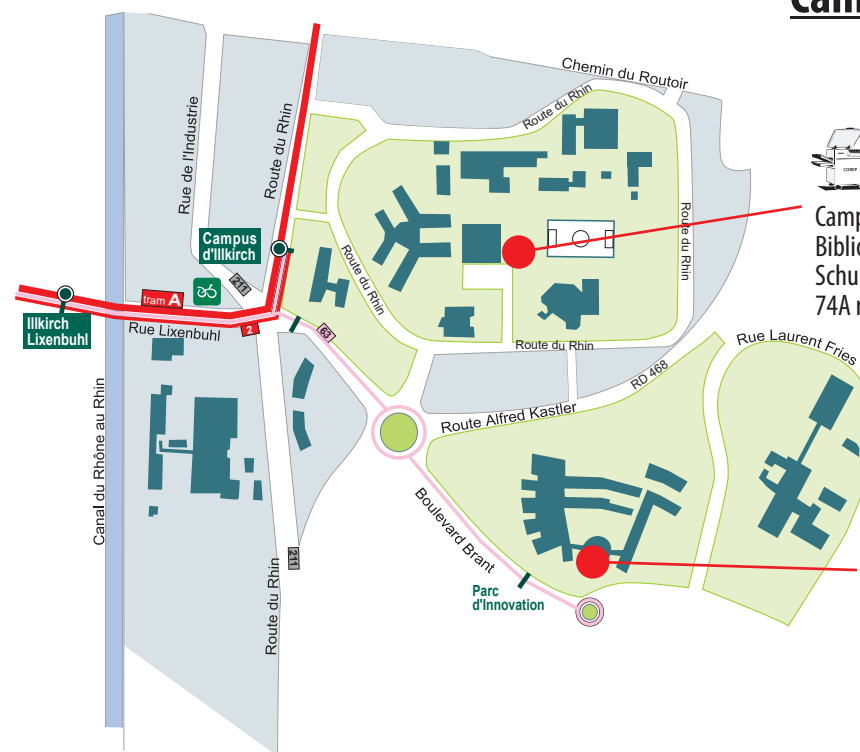 Cam
Chemin du Routoir
Route du Rhin
Rue de l'Industrie
Route du Rhin
COREP
Camp
Biblio
Schu
74A r
Route du Rhin
Campus
d'Illkirch
Route du Rhin
211
tram A
Illkirch
Lixenbuhl
Rue Lixenbuhl
2
63
Route du Rhin
RD 468
Rue Laurent Fries
Route Alfred Kastler
Canal du Rhône au Rhin
Boulevard Brant
211
Parc
d'Innovation
Route du Rhin